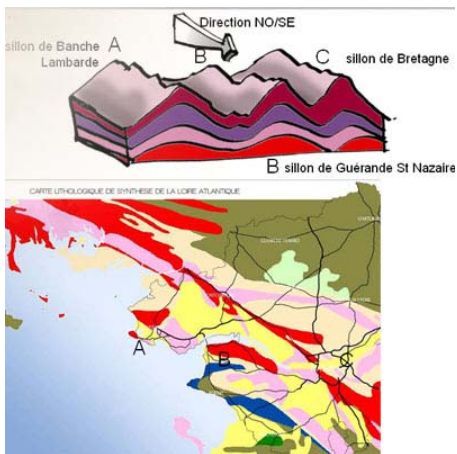 Direction NO/SE
sillon de Banche
Lambarde
A
B
C
sillon de Bretagne
B sillon de Guérande St Nazaire
CARTE LITHOLOGIQUE DE SYNTHESE DE LA LOIRE ATLANTIQUE
A
B
C